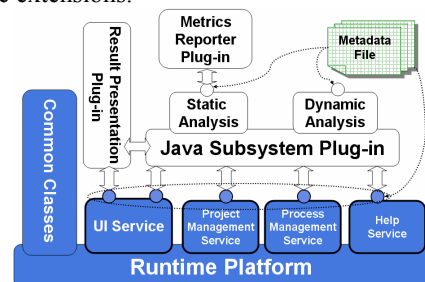 e extensions.
Metrics
Reporter
Plug-in
Metadata
File
Result Presentation
Plug-in
Static
Analysis
Dynamic
Analysis
Common Classes
Java Subsystem Plug-in
UI Service
Project
Management
Service
Process
Management
Service
Help
Service
Runtime Platform